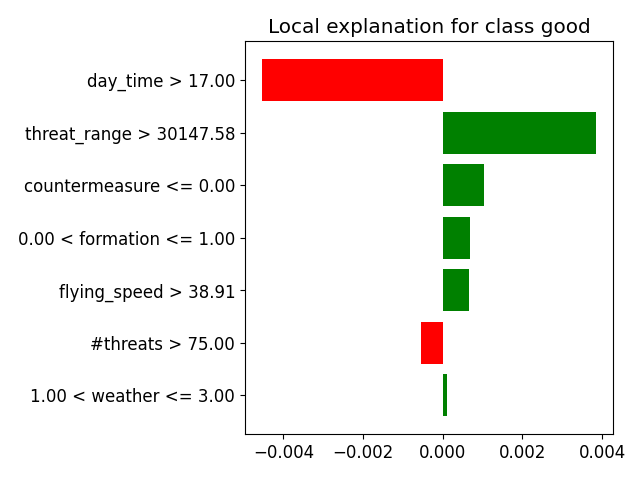 Local explanation for class good
day_time > 17.00
threat_range > 30147.58
countermeasure <= 0.00
0.00 < formation <= 1.00
flying_speed > 38.91
#threats > 75.00
1.00 < weather <= 3.00
−0.004 −0.002 0.000 0.002 0.004